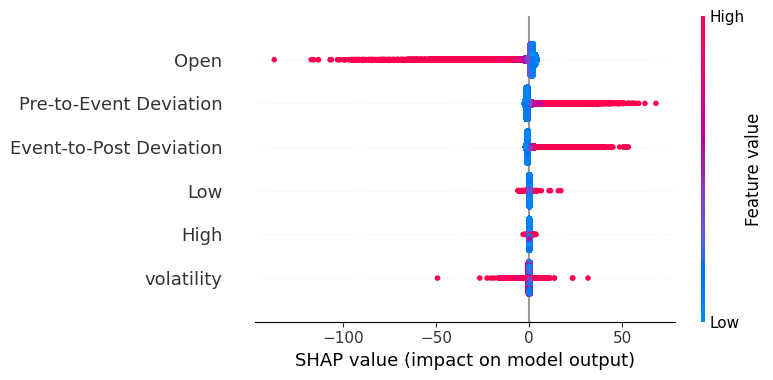 High
Open
Pre-to-Event Deviation
Event-to-Post Deviation
Low
High
volatility
Feature value
Low
−100
−50
0
50
SHAP value (impact on model output)